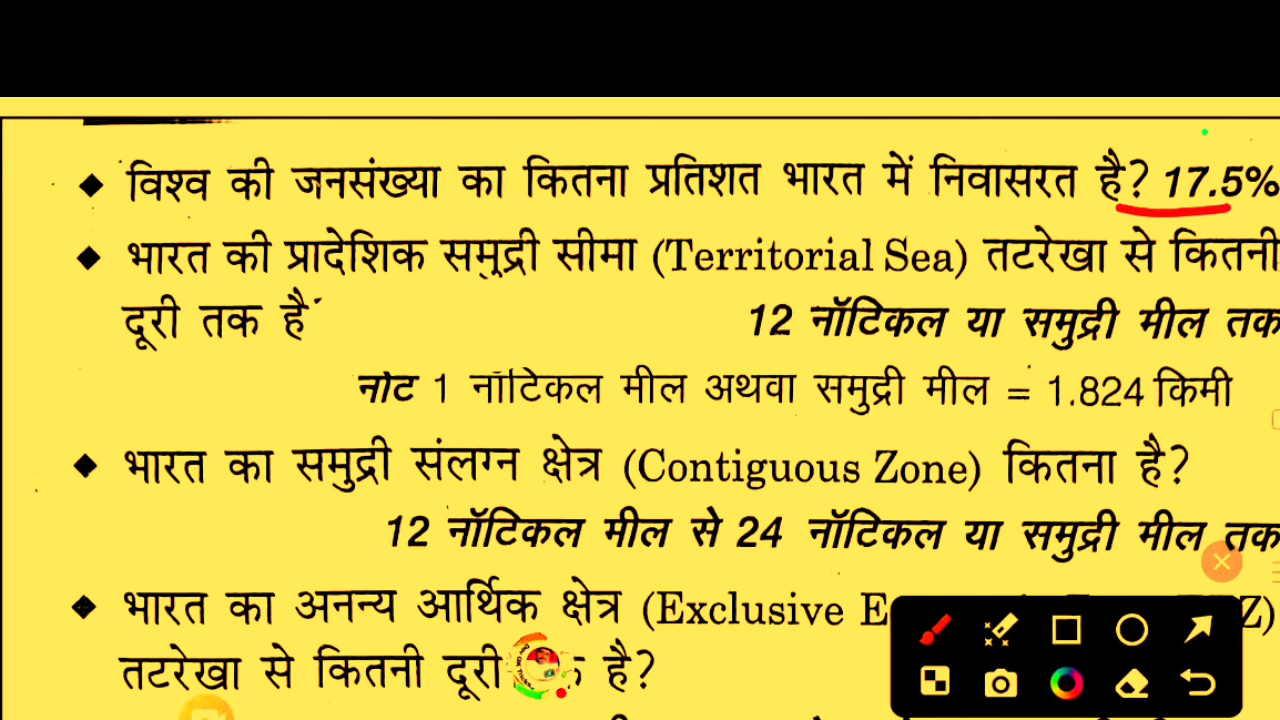 ◆ विश्व की जनसंख्या का कितना प्रतिशत भारत में निवासरत है? 17.5%
◆ भारत की प्रादेशिक समुद्री सीमा (Territorial Sea) तटरेखा से कितनी
दूरी तक है
12 नॉटिकल या समुद्री मील तक
नोट 1 नॉटिकल मील अथवा समुद्री मील = 1.824 किमी
◆ भारत का समुद्री संलग्न क्षेत्र (Contiguous Zone) कितना है?
12 नॉटिकल मील से 24 नॉटिकल या समुद्री मील तक
◆ भारत का अनन्य आर्थिक क्षेत्र (Exclusive
तटरेखा से कितनी दूरी है?